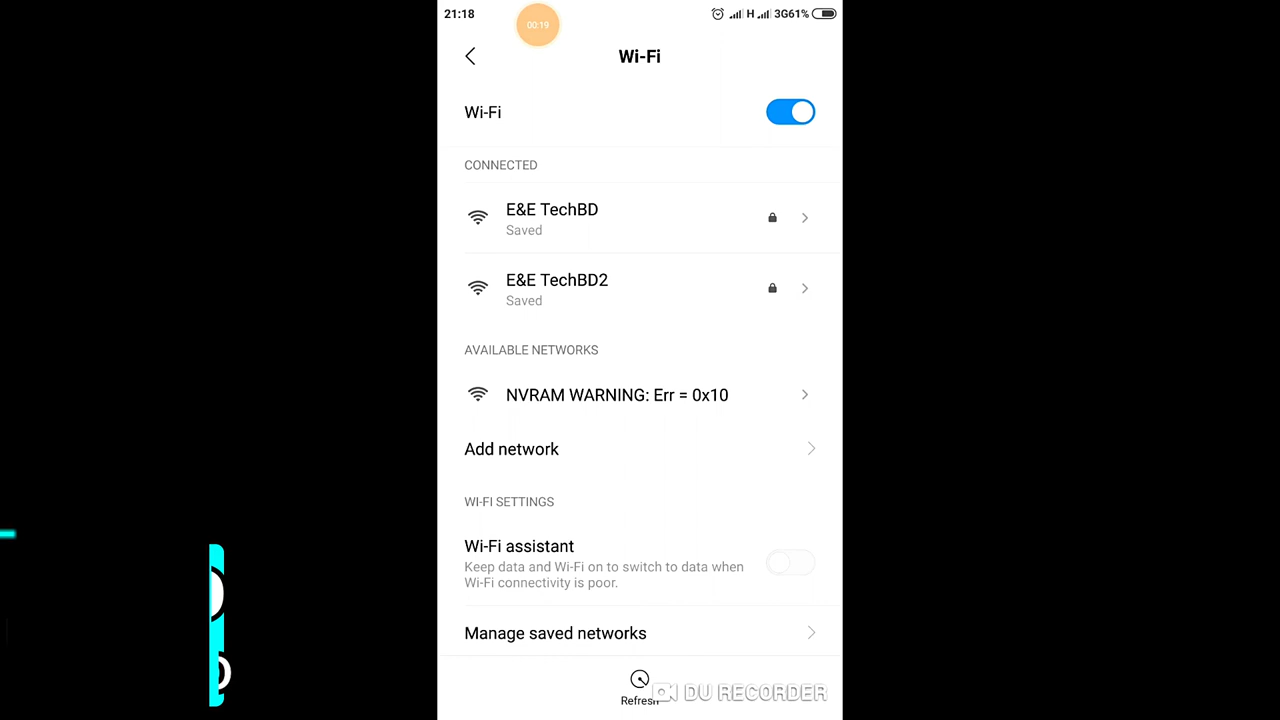 21:18
00:19
H
3G61%
Wi-Fi
Wi-Fi
CONNECTED
E&E TechBD
Saved
E&E TechBD2
Saved
AVAILABLE NETWORKS
NVRAM WARNING: Err = 0x10
Add network
WI-FI SETTINGS
Wi-Fi assistant
Keep data and Wi-Fi on to switch to data when
Wi-Fi connectivity is poor.
Manage saved networks
Refresh
DU RECORDER